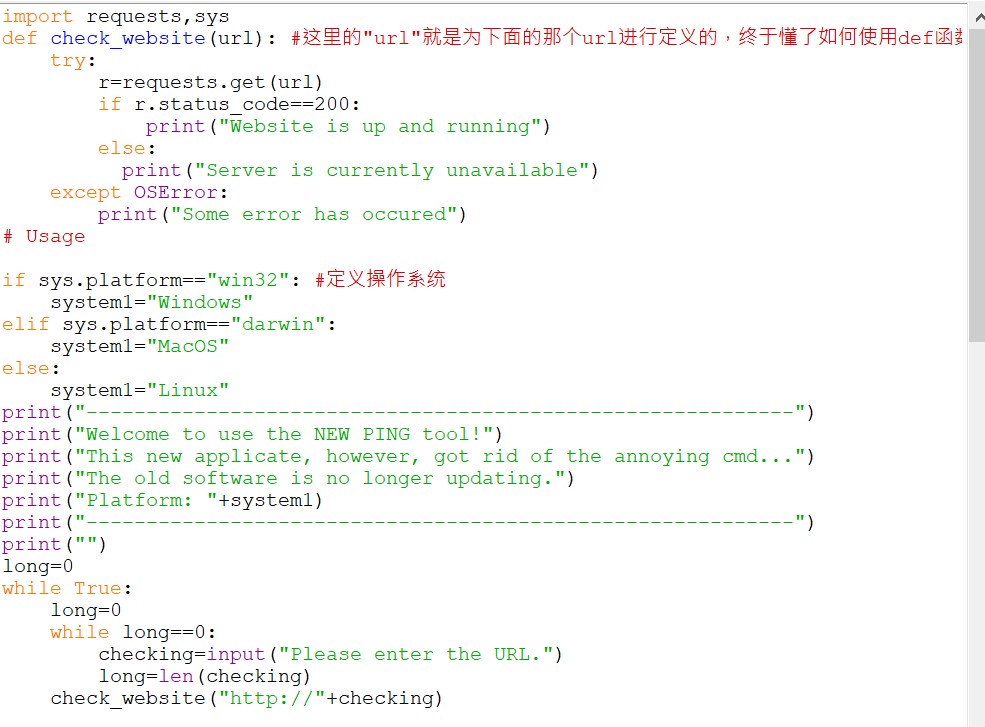 import requests,sys
def check_website(url): #这里的"url"就是为下面的那个url进行定义的，终于懂了如何使用def函
    try:
        r=requests.get(url)
        if r.status_code==200:
            print("Website is up and running")
        else:
          print("Server is currently unavailable")
    except OSError:
        print("Some error has occured")
# Usage

if sys.platform=="win32": #定义操作系统
    system1="Windows"
elif sys.platform=="darwin":
    system1="MacOS"
else:
    system1="Linux"
print("-----------------------------------------------------------")
print("Welcome to use the NEW PING tool!")
print("This new applicate, however, got rid of the annoying cmd...")
print("The old software is no longer updating.")
print("Platform: "+system1)
print("-----------------------------------------------------------")
print("")
long=0
while True:
    long=0
    while long==0:
        checking=input("Please enter the URL.")
        long=len(checking)
    check_website("http://"+checking)